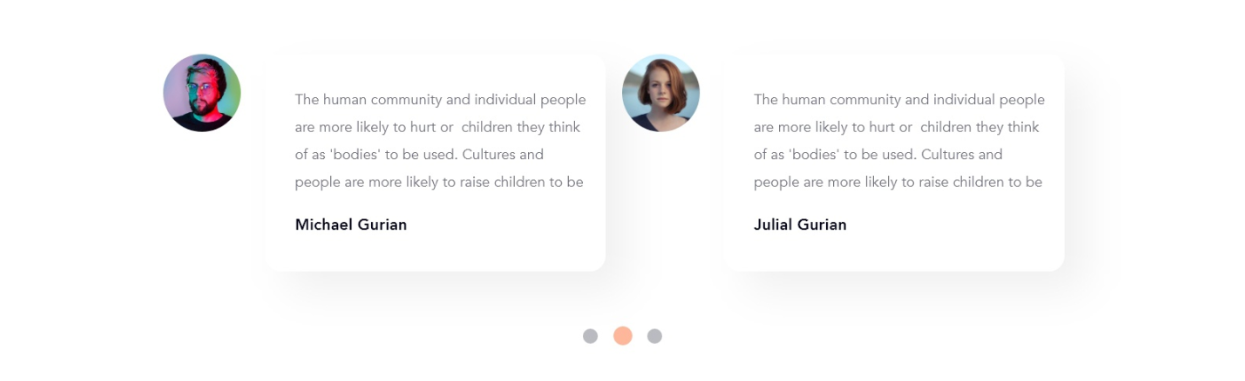 The human community and individual people
are more likely to hurt or  children they think
of as 'bodies' to be used. Cultures and
people are more likely to raise children to be
Michael Gurian
The human community and individual people
are more likely to hurt or  children they think
of as 'bodies' to be used. Cultures and
people are more likely to raise children to be
Julial Gurian